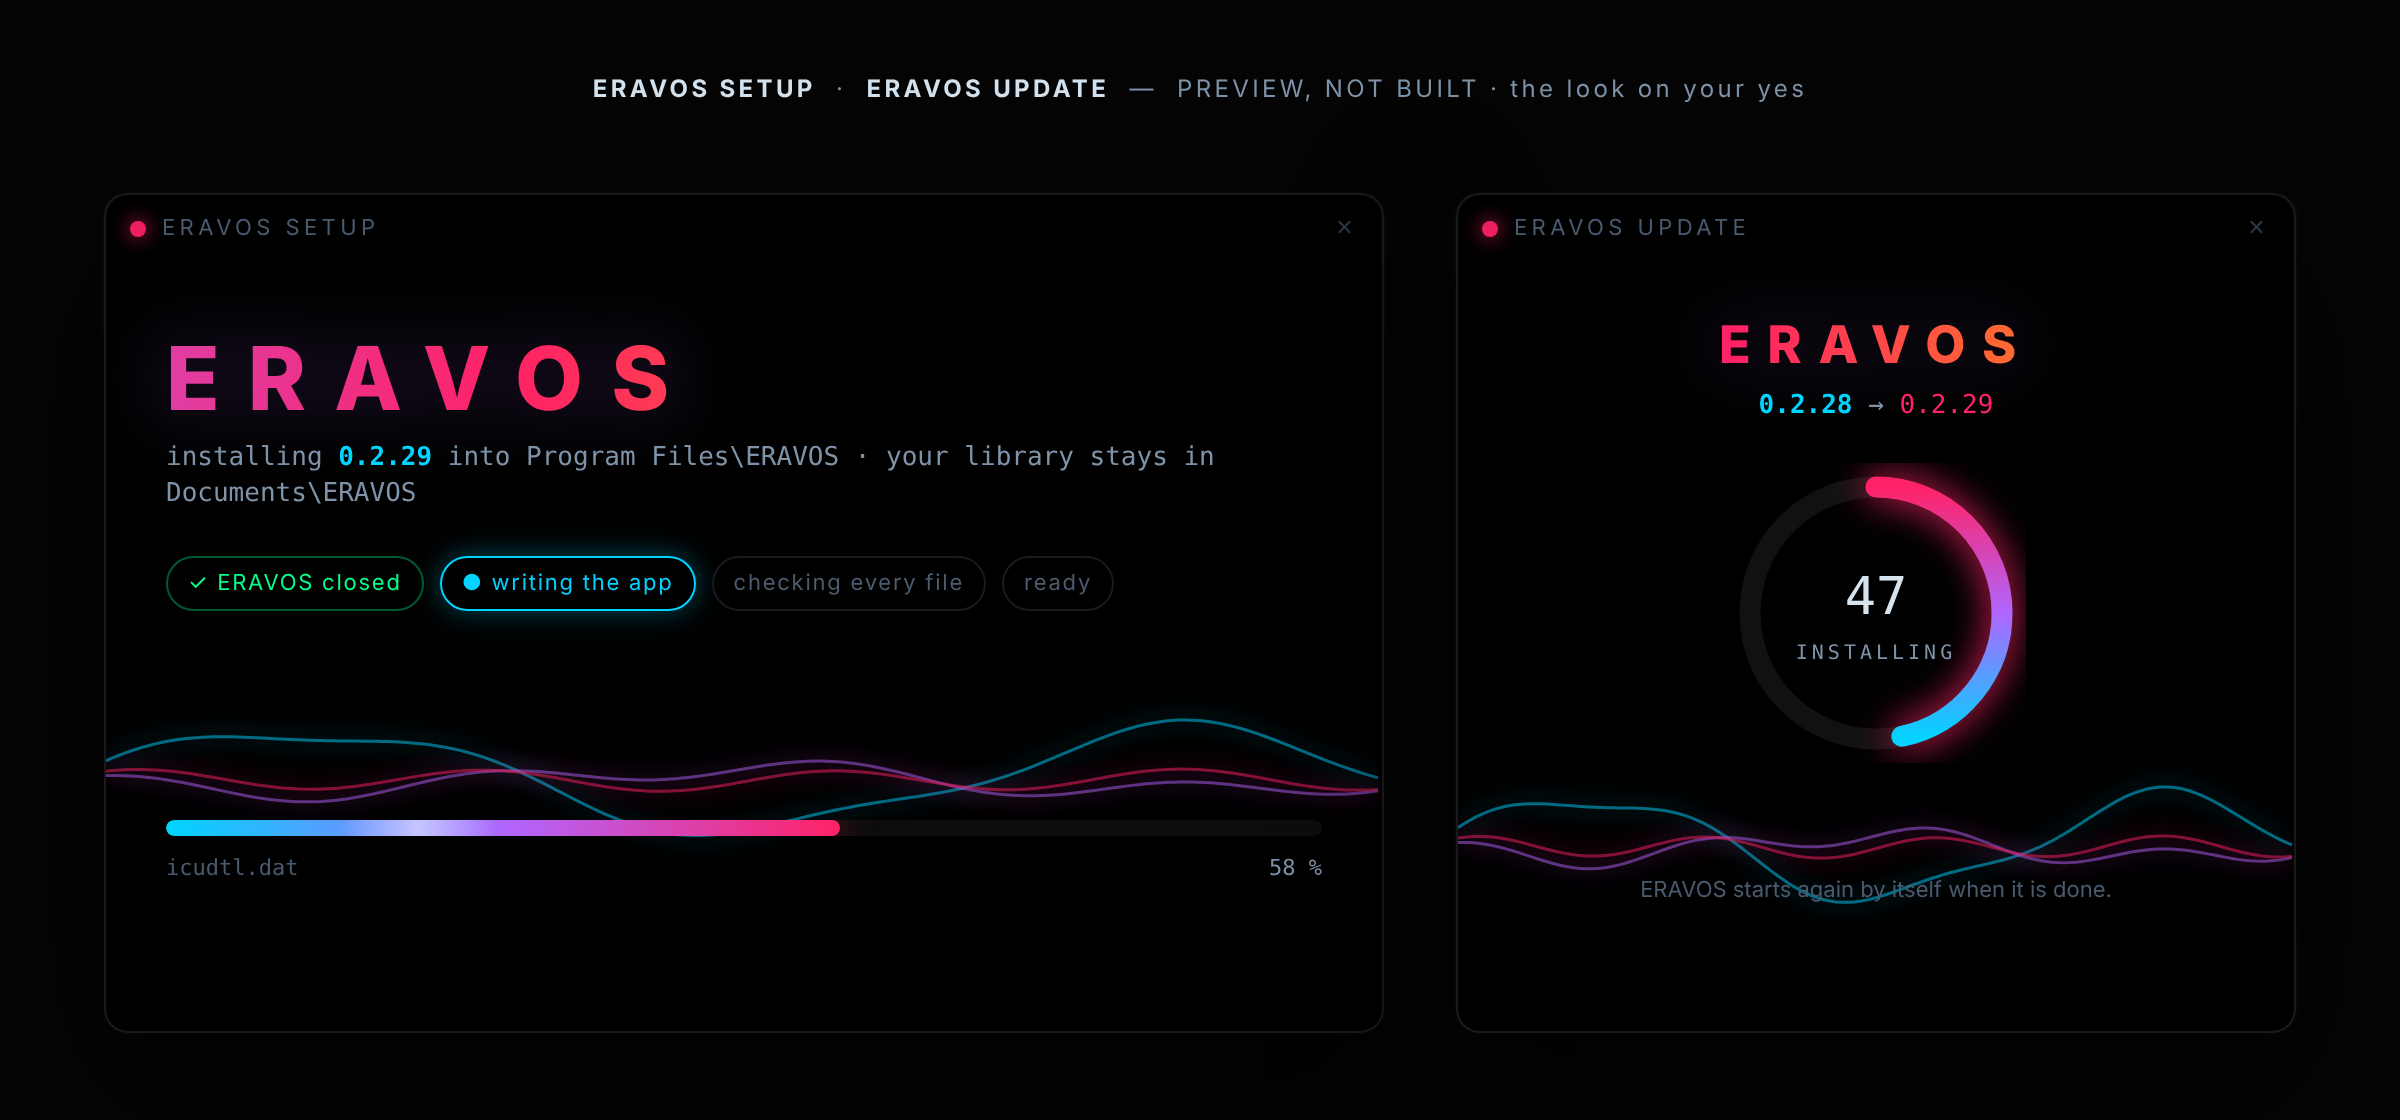 ERAVOS SETUP · ERAVOS UPDATE — PREVIEW, NOT BUILT · the look on your yes
ERAVOS SETUP ×
ERAVOS
installing 0.2.29 into Program Files\ERAVOS · your library stays in
Documents\ERAVOS
✓ ERAVOS closed
● writing the app
checking every file
ready
icudtl.dat
58 %
ERAVOS UPDATE ×
ERAVOS
0.2.28 → 0.2.29
47
INSTALLING
ERAVOS starts again by itself when it is done.